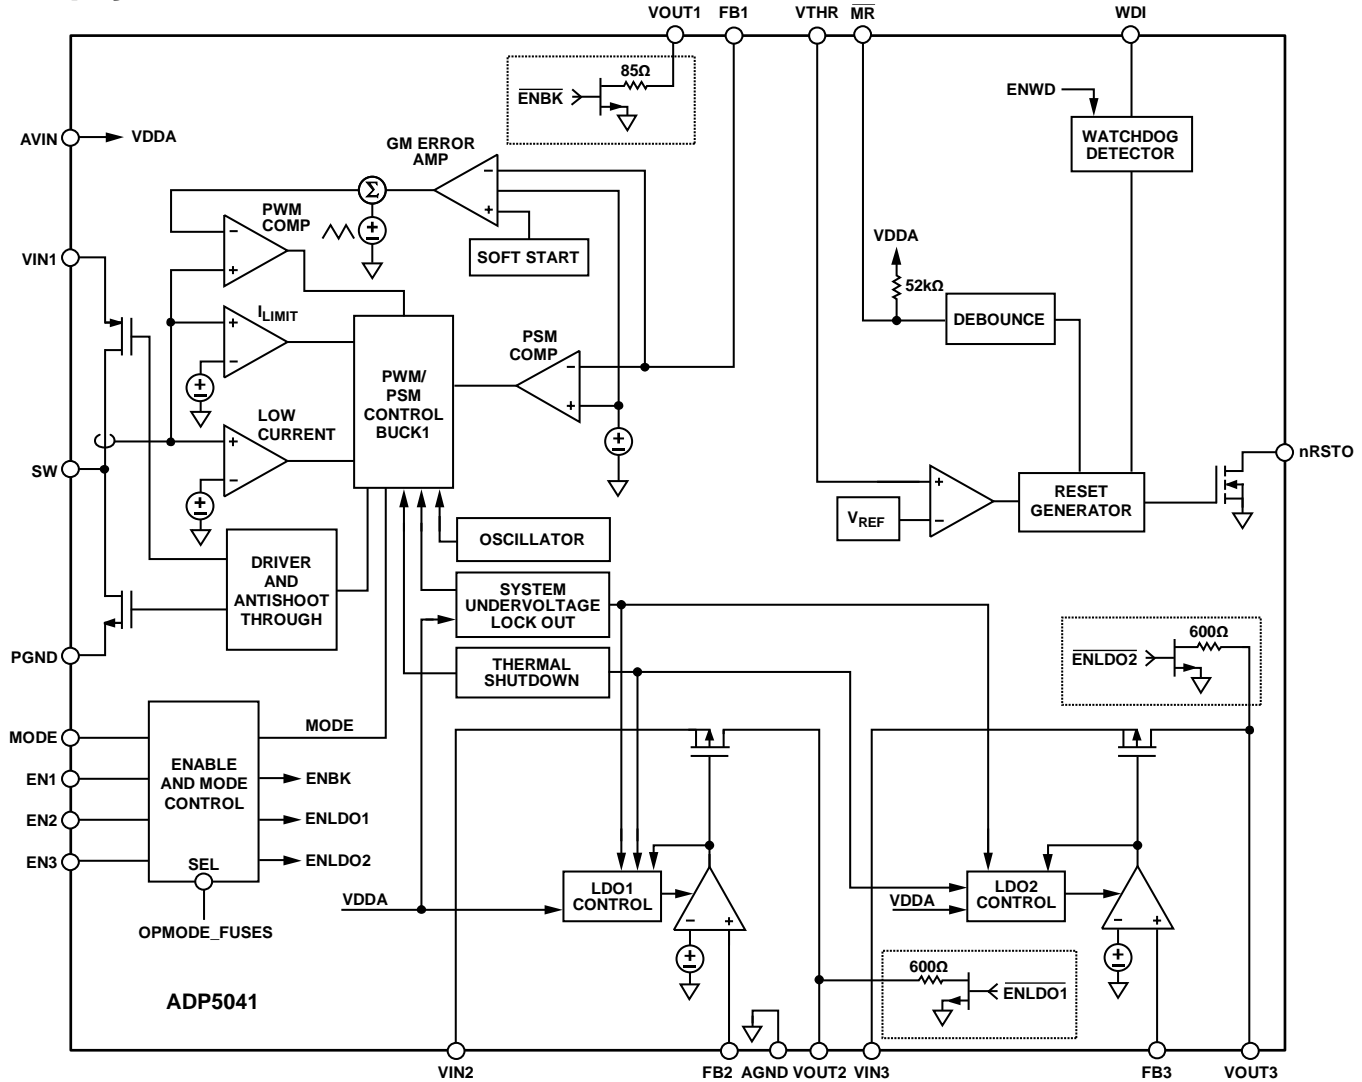 VOUT1 FB1 VTHR MR WDI
85Ω
ENBK
ENWD
WATCHDOG
DETECTOR
AVIN
VDDA
GM ERROR
AMP
Σ
PWM
COMP
SOFT START
VDDA
52kΩ
DEBOUNCE
VIN1
ILIMIT
PSM
COMP
PWM/
PSM
CONTROL
BUCK1
LOW
CURRENT
SW
nRSTO
VREF
RESET
GENERATOR
OSCILLATOR
DRIVER
AND
ANTISHOOT
THROUGH
SYSTEM
UNDERVOLTAGE
LOCK OUT
THERMAL
SHUTDOWN
PGND
600Ω
ENLDO2
MODE
EN1
EN2
EN3
ENABLE
AND MODE
CONTROL
SEL
MODE
ENBK
ENLDO1
ENLDO2
OPMODE_FUSES
VDDA
LDO1
CONTROL
VDDA
LDO2
CONTROL
600Ω
ENLDO1
ADP5041
VIN2 FB2 AGND VOUT2 VIN3 FB3 VOUT3